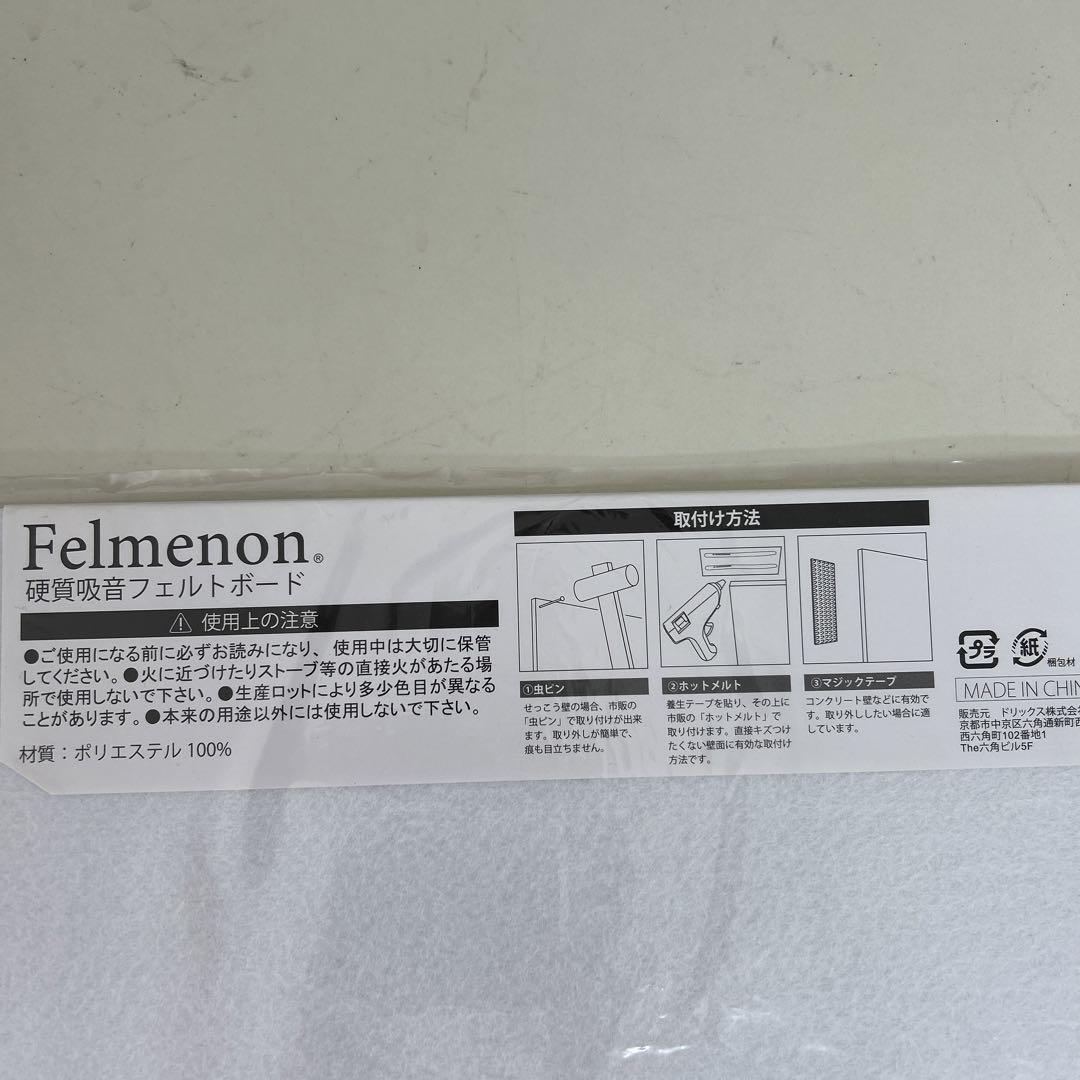 Felmenon®
硬質吸音フェルトボード
使用上の注意
●ご使用になる前に必ずお読みになり、使用中は大切に保管
してください。●火に近づけたりストーブ等の直接火があたる場
所で使用しないで下さい。●生産ロットにより多少色目が異なる
ことがあります。●本来の用途以外には使用しないで下さい。
材質：ポリエステル 100%
取付け方法
①虫ピン
せっこう壁の場合、市販の
「虫ピン」で取り付けが出来
ます。取り外しが簡単で、
痕も目立ちません。
②ホットメルト
養生テープを貼り、その上に
市販の「ホットメルト」で
取り付けます。直接キズつけ
たくない壁面に有効な取付け
方法です。
③マジックテープ
コンクリート壁などに有効で
す。取り外ししたい場合に適
しています。
プラ
紙
梱包材
MADE IN CHIN
販売元 ドリックス株式会社
京都市中京区六角通新町西
西六角町102番地1
The六角ビル5F